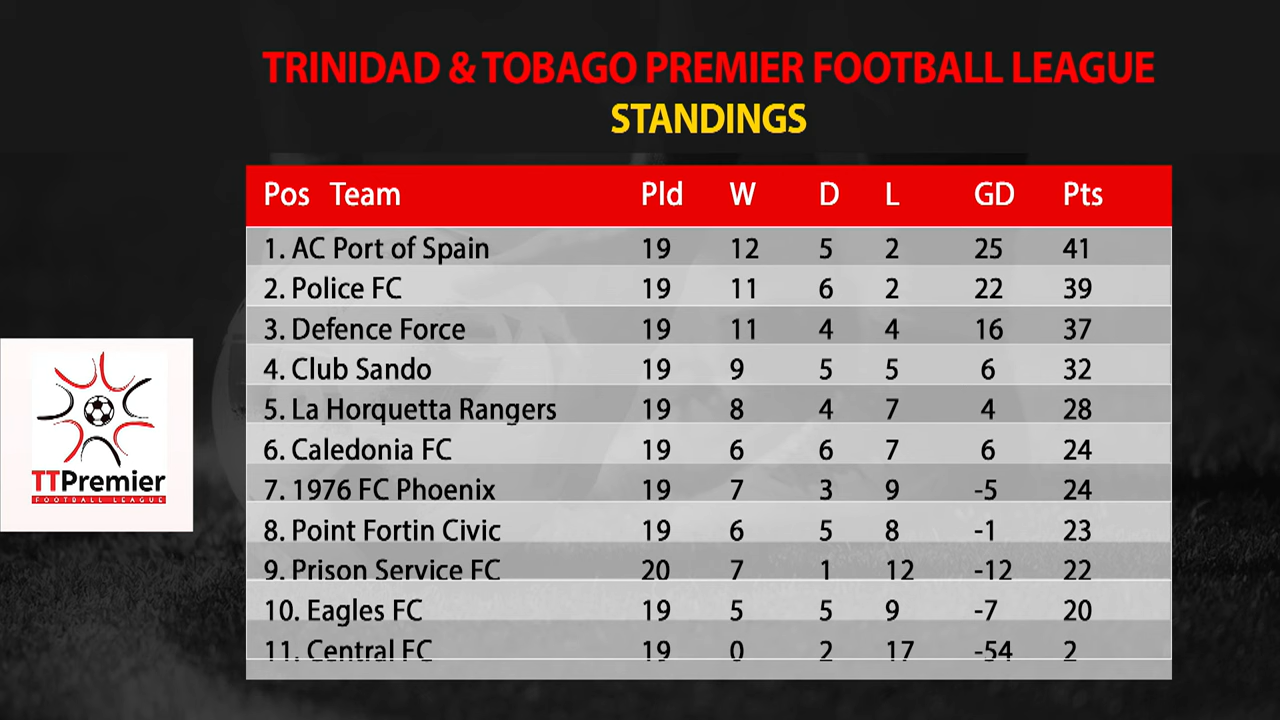 TRINIDAD & TOBAGO PREMIER FOOTBALL LEAGUE
STANDINGS
Pos Team Pld W D L GD Pts
1. AC Port of Spain 19 12 5 2 25 41
2. Police FC 19 11 6 2 22 39
3. Defence Force 19 11 4 4 16 37
4. Club Sando 19 9 5 5 6 32
5. La Horquetta Rangers 19 8 4 7 4 28
6. Caledonia FC 19 6 6 7 6 24
7. 1976 FC Phoenix 19 7 3 9 -5 24
8. Point Fortin Civic 19 6 5 8 -1 23
9. Prison Service FC 20 7 1 12 -12 22
10. Eagles FC 19 5 5 9 -7 20
11. Central FC 19 0 2 17 -54 2
TTPremier
FOOTBALL LEAGUE